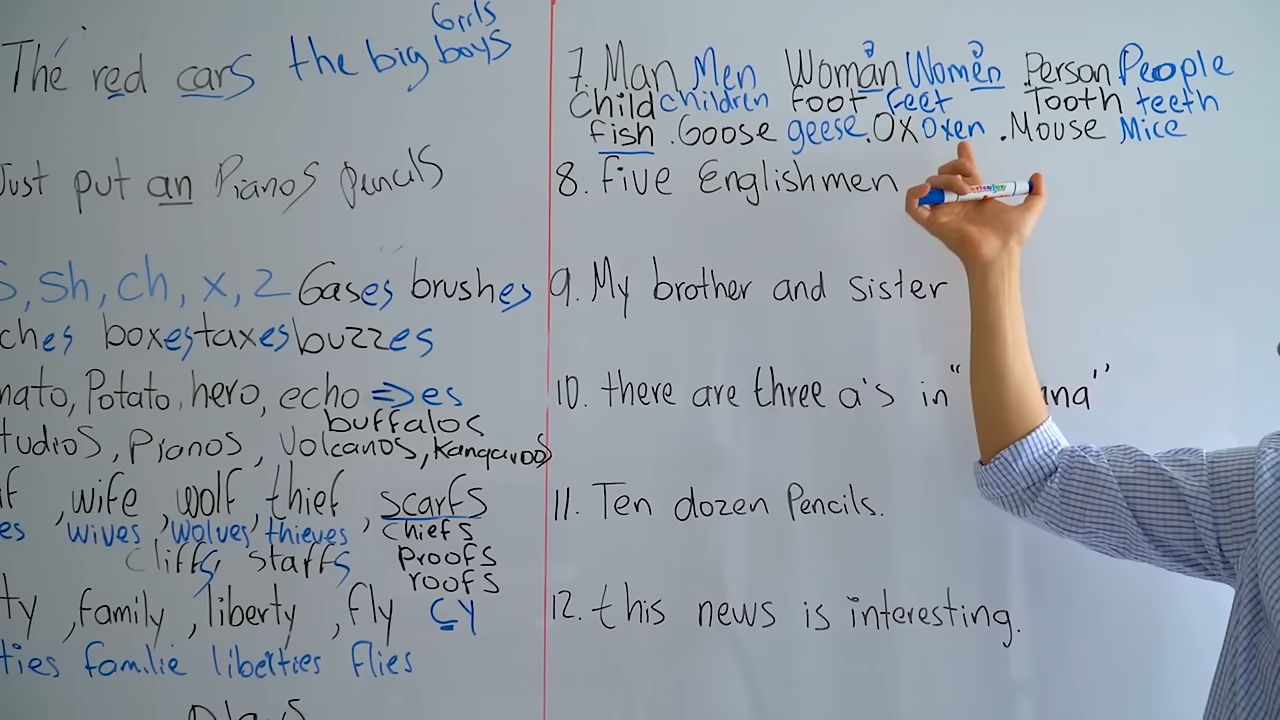 Girls
The red cars the big boys
Just put an Pianos pencils
S, sh, ch, x, z Gases brushes
ches boxes taxes buzzes
mato, Potato, hero, echo => es
buffalos
tudios, Pianos, Volcanos, Kangaroos
f, wife, wolf, thief, scarfs
es wives, wolves, thieves, chiefs
cliffs, staffs proofs
roofs
ty, family, liberty, fly CY
ties familie liberties flies
7. Man Men Woman Women Person People
Child children Foot Feet Tooth teeth
fish. Goose geese. Ox oxen. Mouse Mice
8. Five Englishmen
9. My brother and sister
10. there are three a's in "
11. Ten dozen Pencils.
12. this news is interesting.